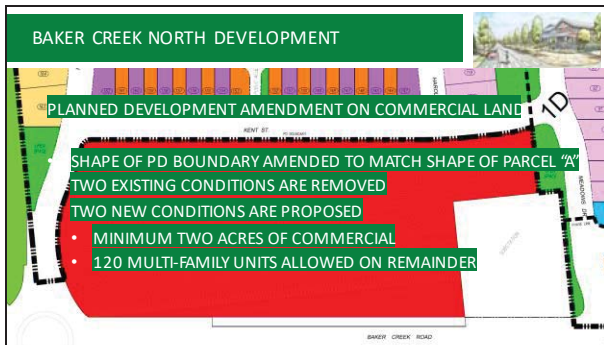 BAKER CREEK NORTH DEVELOPMENT
PLANNED DEVELOPMENT AMENDMENT ON COMMERCIAL LAND
1D
KENT ST.
SHAPE OF PD BOUNDARY AMENDED TO MATCH SHAPE OF PARCEL "A"
TWO EXISTING CONDITIONS ARE REMOVED
TWO NEW CONDITIONS ARE PROPOSED
• MINIMUM TWO ACRES OF COMMERCIAL
• 120 MULTI-FAMILY UNITS ALLOWED ON REMAINDER
MEADOWS DR
BAKER CREEK ROAD